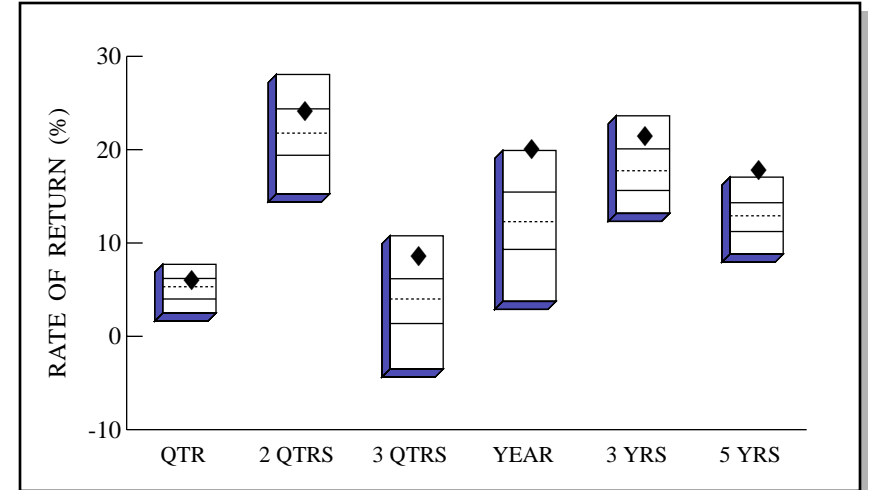 RATE OF RETURN (%)
30
20
10
0
-10
QTR 2 QTRS 3 QTRS YEAR 3 YRS 5 YRS